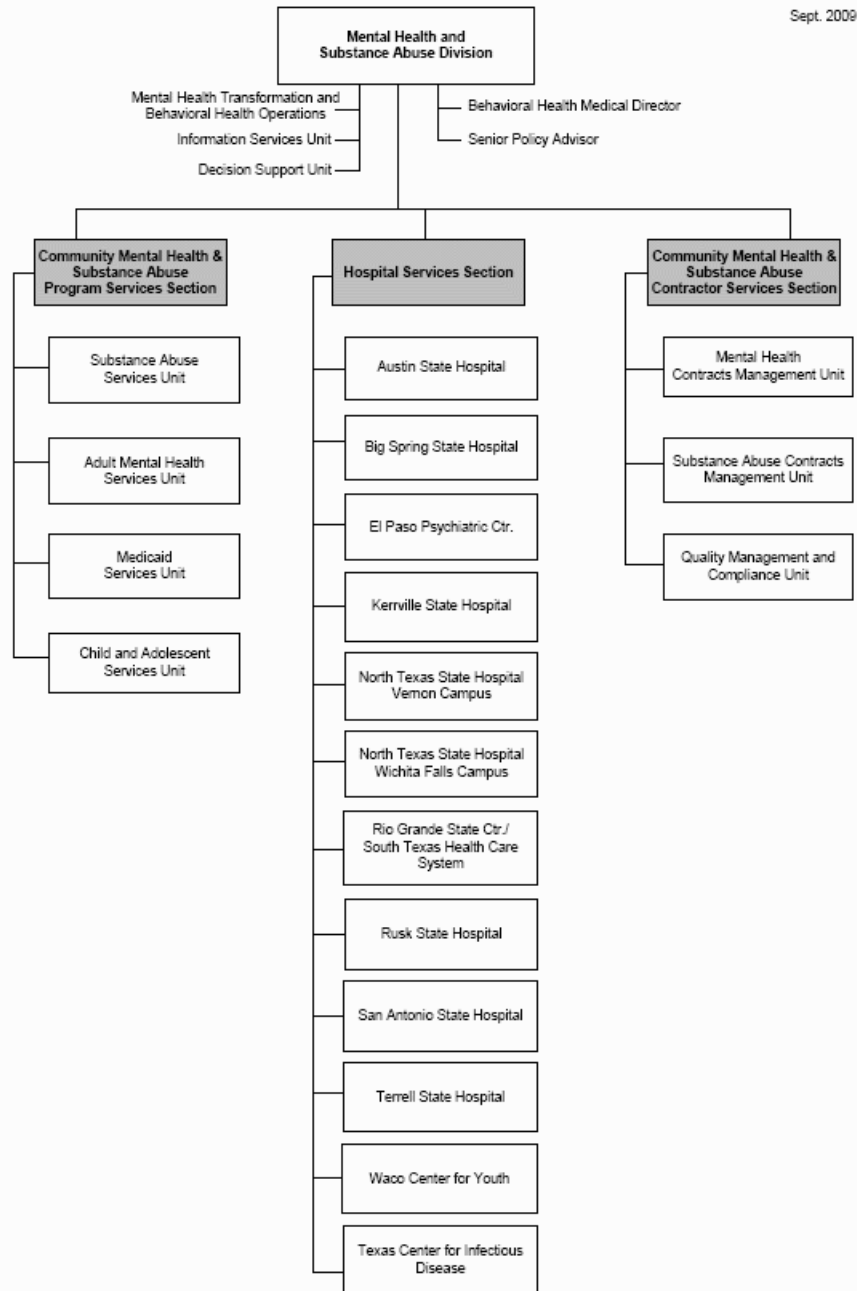 Sept. 2009
Mental Health and
Substance Abuse Division
Mental Health Transformation and
Behavioral Health Operations
Information Services Unit
Decision Support Unit
Behavioral Health Medical Director
Senior Policy Advisor
Community Mental Health &
Substance Abuse
Program Services Section
Substance Abuse
Services Unit
Adult Mental Health
Services Unit
Medicaid
Services Unit
Child and Adolescent
Services Unit
Hospital Services Section
Austin State Hospital
Big Spring State Hospital
El Paso Psychiatric Ctr.
Kerrville State Hospital
North Texas State Hospital
Vernon Campus
North Texas State Hospital
Wichita Falls Campus
Rio Grande State Ctr./
South Texas Health Care
System
Rusk State Hospital
San Antonio State Hospital
Terrell State Hospital
Waco Center for Youth
Texas Center for Infectious
Disease
Community Mental Health &
Substance Abuse
Contractor Services Section
Mental Health
Contracts Management Unit
Substance Abuse Contracts
Management Unit
Quality Management and
Compliance Unit